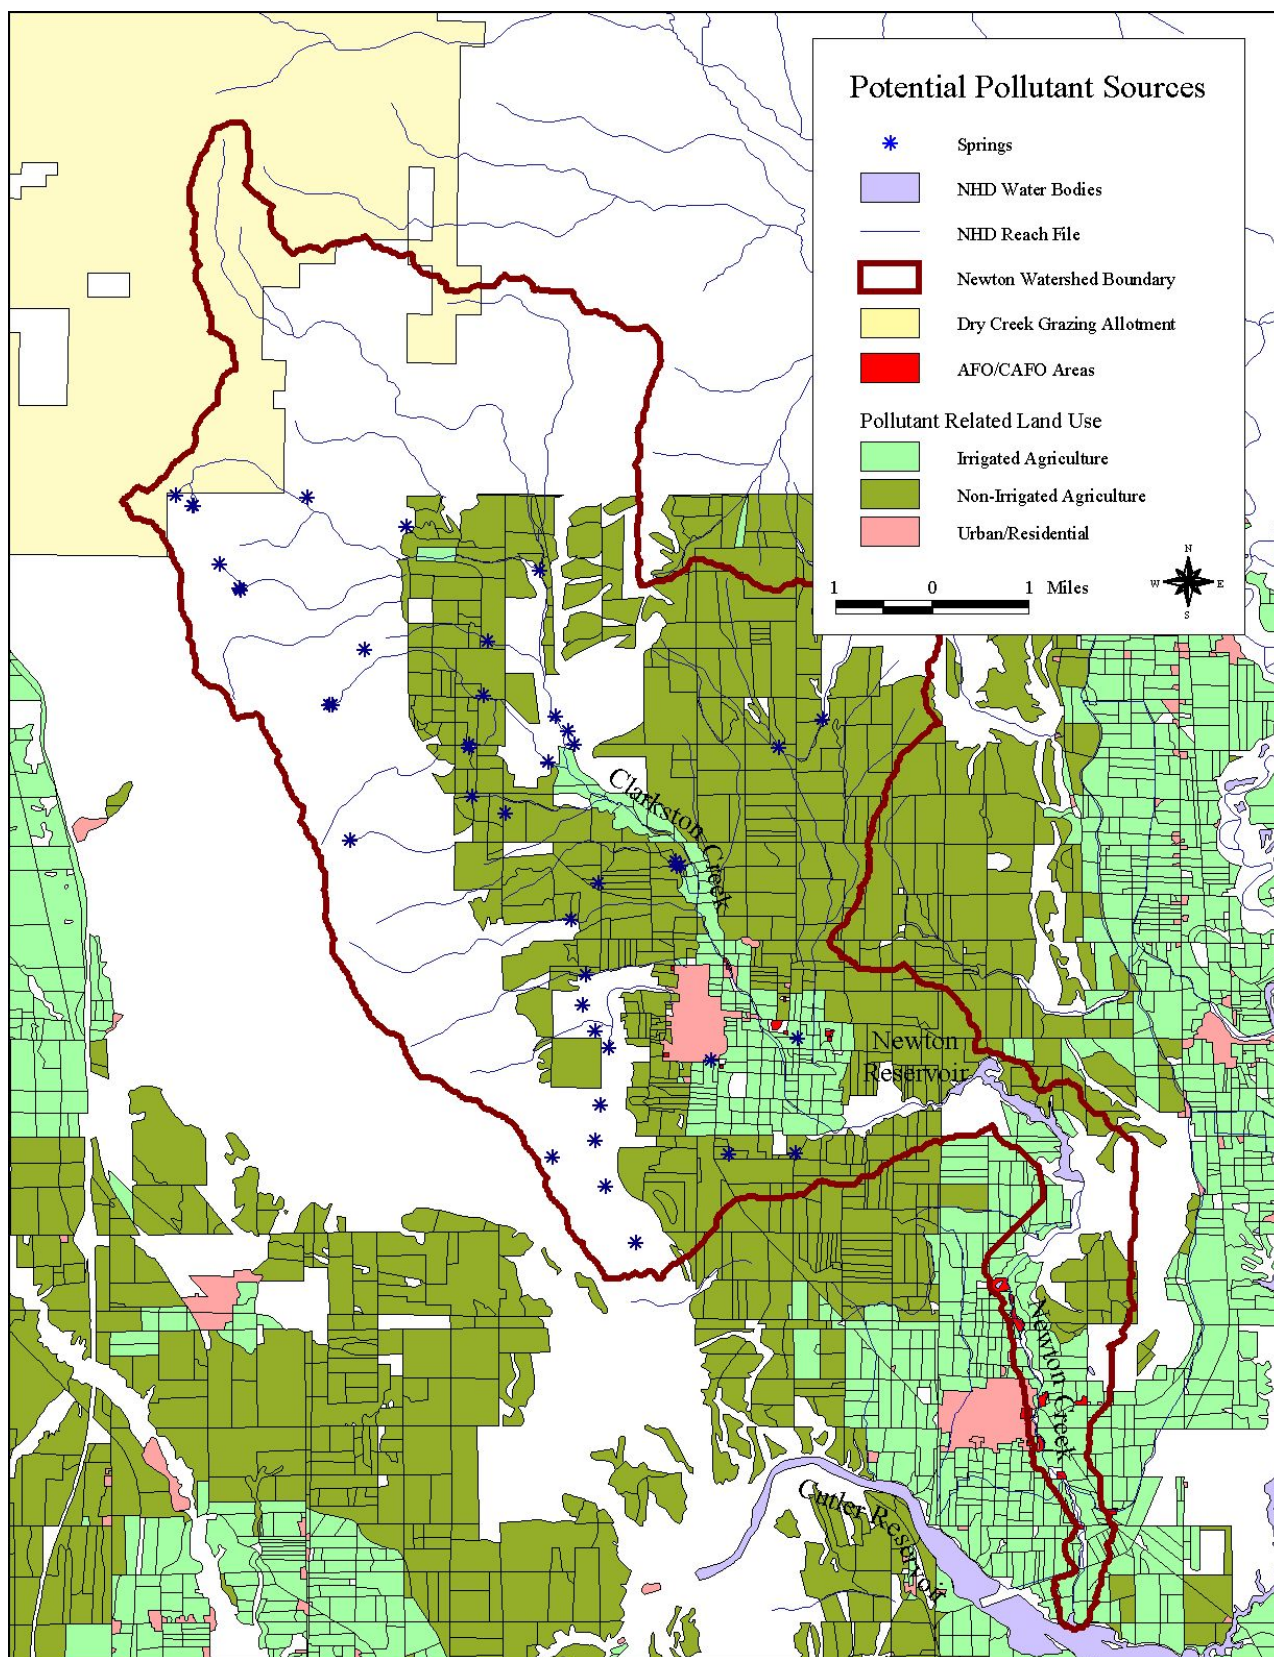 Potential Pollutant Sources
Springs
NHD Water Bodies
NHD Reach File
Newton Watershed Boundary
Dry Creek Grazing Allotment
AFO/CAFO Areas
Pollutant Related Land Use
Irrigated Agriculture
Non-Irrigated Agriculture
Urban/Residential
1 0 1 Miles
N
W E
S
Clarkston Creek
Newton
Reservoir
Newton Creek
Cutler Reservoir